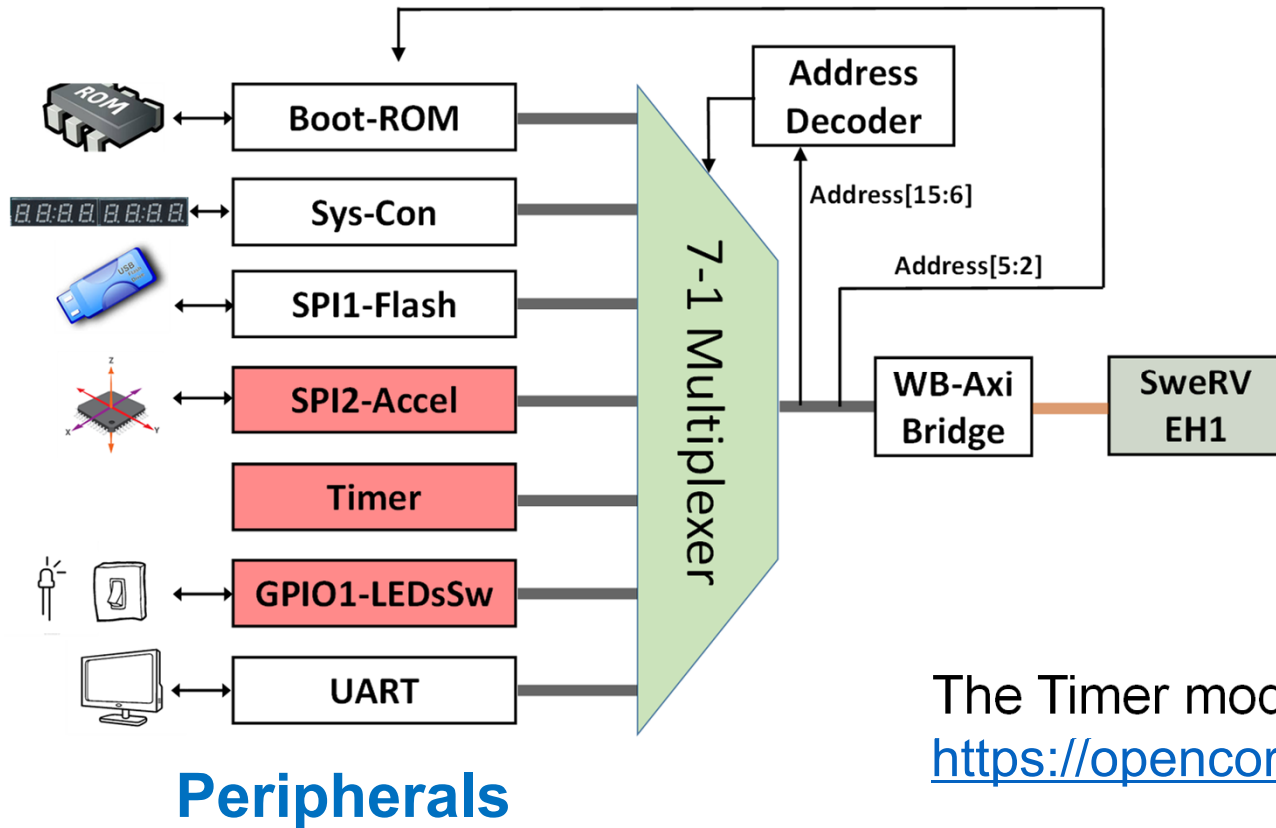 ROM
Boot-ROM
Address
Decoder
Sys-Con
Address[15:6]
USB
SPI1-Flash
Address[5:2]
7-1 Multiplexer
Z
SPI2-Accel
X
Y
WB-Axi
Bridge
SweRV
EH1
Timer
GPIO1-LEDsSw
UART
The Timer
https://opencor
Peripherals